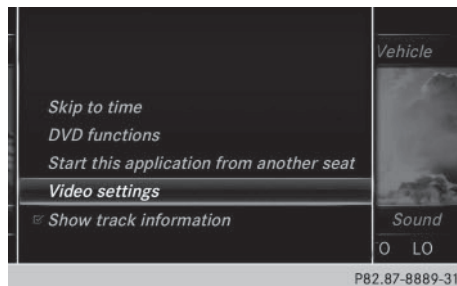 Vehicle
Skip to time
DVD functions
Start this application from another seat
Video settings
Show track information
Sound
O LO
P82.87-8889-31